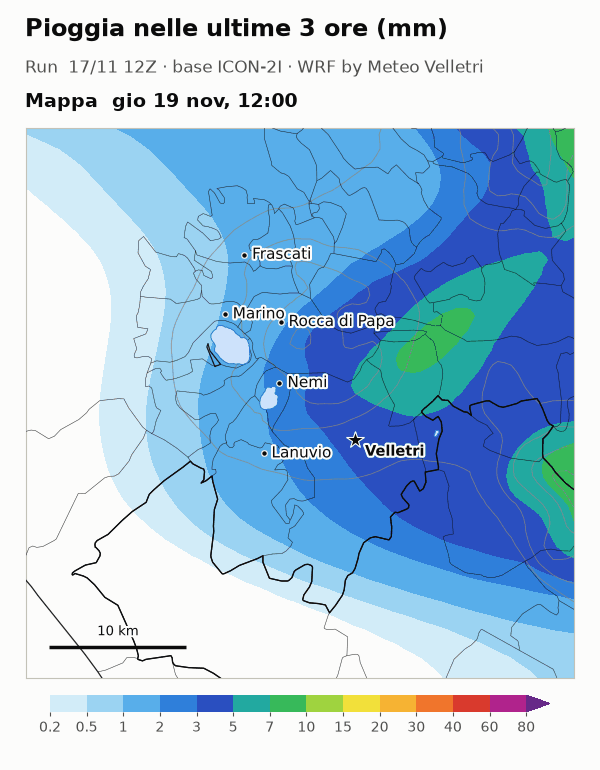 Pioggia nelle ultime 3 ore (mm)
Run  17/11 12Z · base ICON-2I · WRF by Meteo Velletri
Mappa  gio 19 nov, 12:00
Frascati
Marino
Rocca di Papa
Nemi
Velletri
Lanuvio
10 km
0.2 0.5 1 2 3 5 7 10 15 20 30 40 60 80